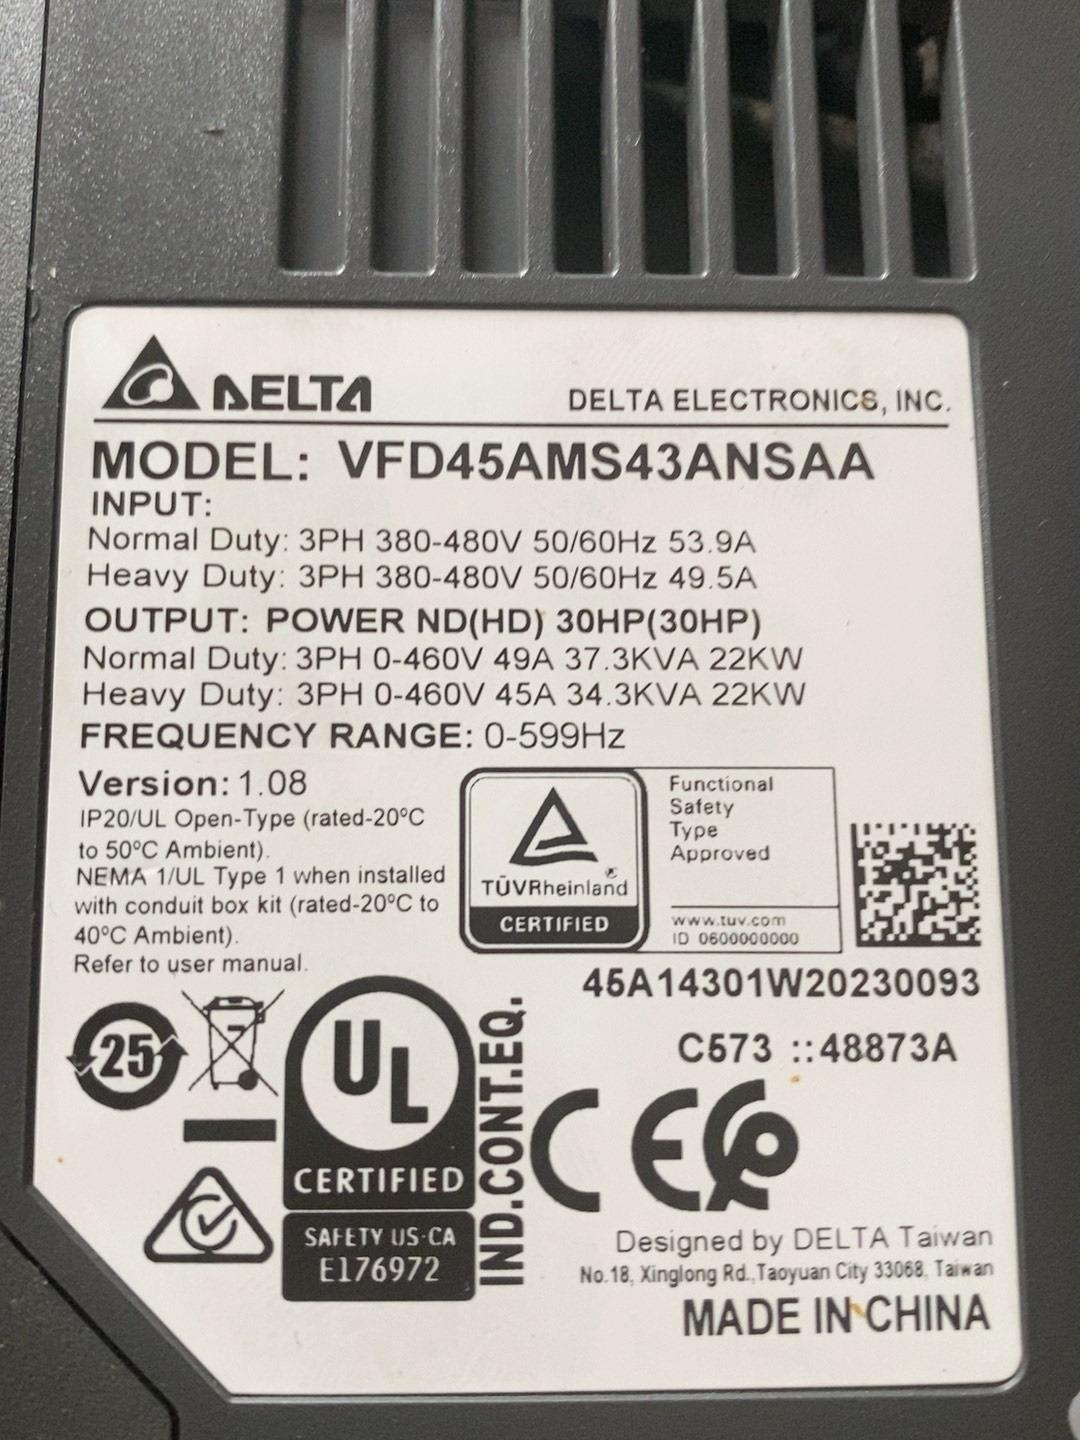 DELTA
DELTA ELECTRONICS, INC.
MODEL: VFD45AMS43ANSAA
INPUT:
Normal Duty: 3PH 380-480V 50/60Hz 53.9A
Heavy Duty: 3PH 380-480V 50/60Hz 49.5A
OUTPUT: POWER ND(HD) 30HP(30HP)
Normal Duty: 3PH 0-460V 49A 37.3KVA 22KW
Heavy Duty: 3PH 0-460V 45A 34.3KVA 22KW
FREQUENCY RANGE: 0-599Hz
Version: 1.08
IP20/UL Open-Type (rated-20°C
to 50°C Ambient).
NEMA 1/UL Type 1 when installed
with conduit box kit (rated-20°C to
40°C Ambient).
Refer to user manual.
TÜVRheinland
CERTIFIED
Functional
Safety
Type
Approved
www.tuv.com
ID 0600000000
45A14301W20230093
C573 ::48873A
25
UL
CERTIFIED
SAFETY US-CA
E176972
IND.CONT.EQ.
CE
Designed by DELTA Taiwan
No.18, Xinglong Rd.,Taoyuan City 33068, Taiwan
MADE IN CHINA